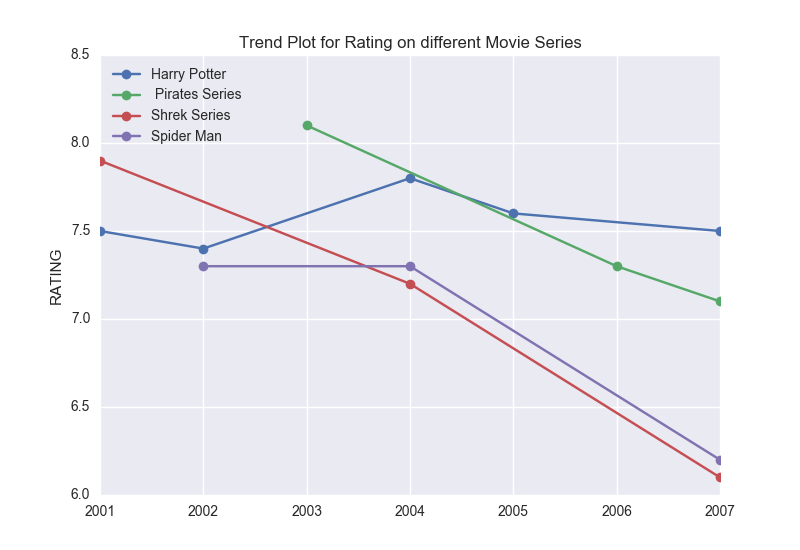 Trend Plot for Rating on different Movie Series
8.5
Harry Potter
Pirates Series
Shrek Series
Spider Man
8.0
7.5
RATING
7.0
6.5
6.0
2001 2002 2003 2004 2005 2006 2007